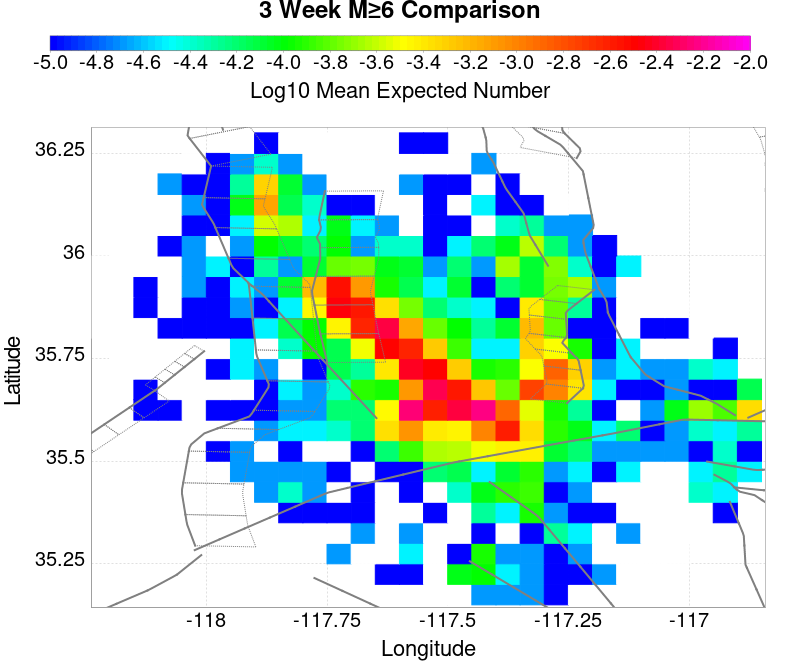 3 Week M≥6 Comparison
-5.0 -4.8 -4.6 -4.4 -4.2 -4.0 -3.8 -3.6 -3.4 -3.2 -3.0 -2.8 -2.6 -2.4 -2.2 -2.0
Log10 Mean Expected Number
36.25
36
35.75
35.5
35.25
Latitude
-118 -117.75 -117.5 -117.25 -117
Longitude